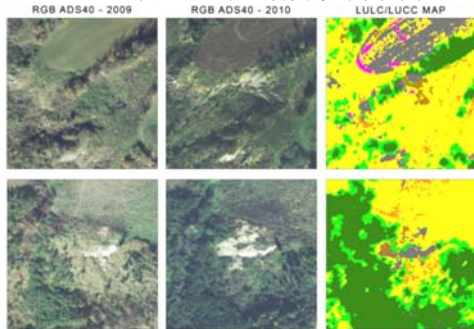 RGB ADS40 - 2009
RGB ADS40 - 2010
LULC/LUCC MAP